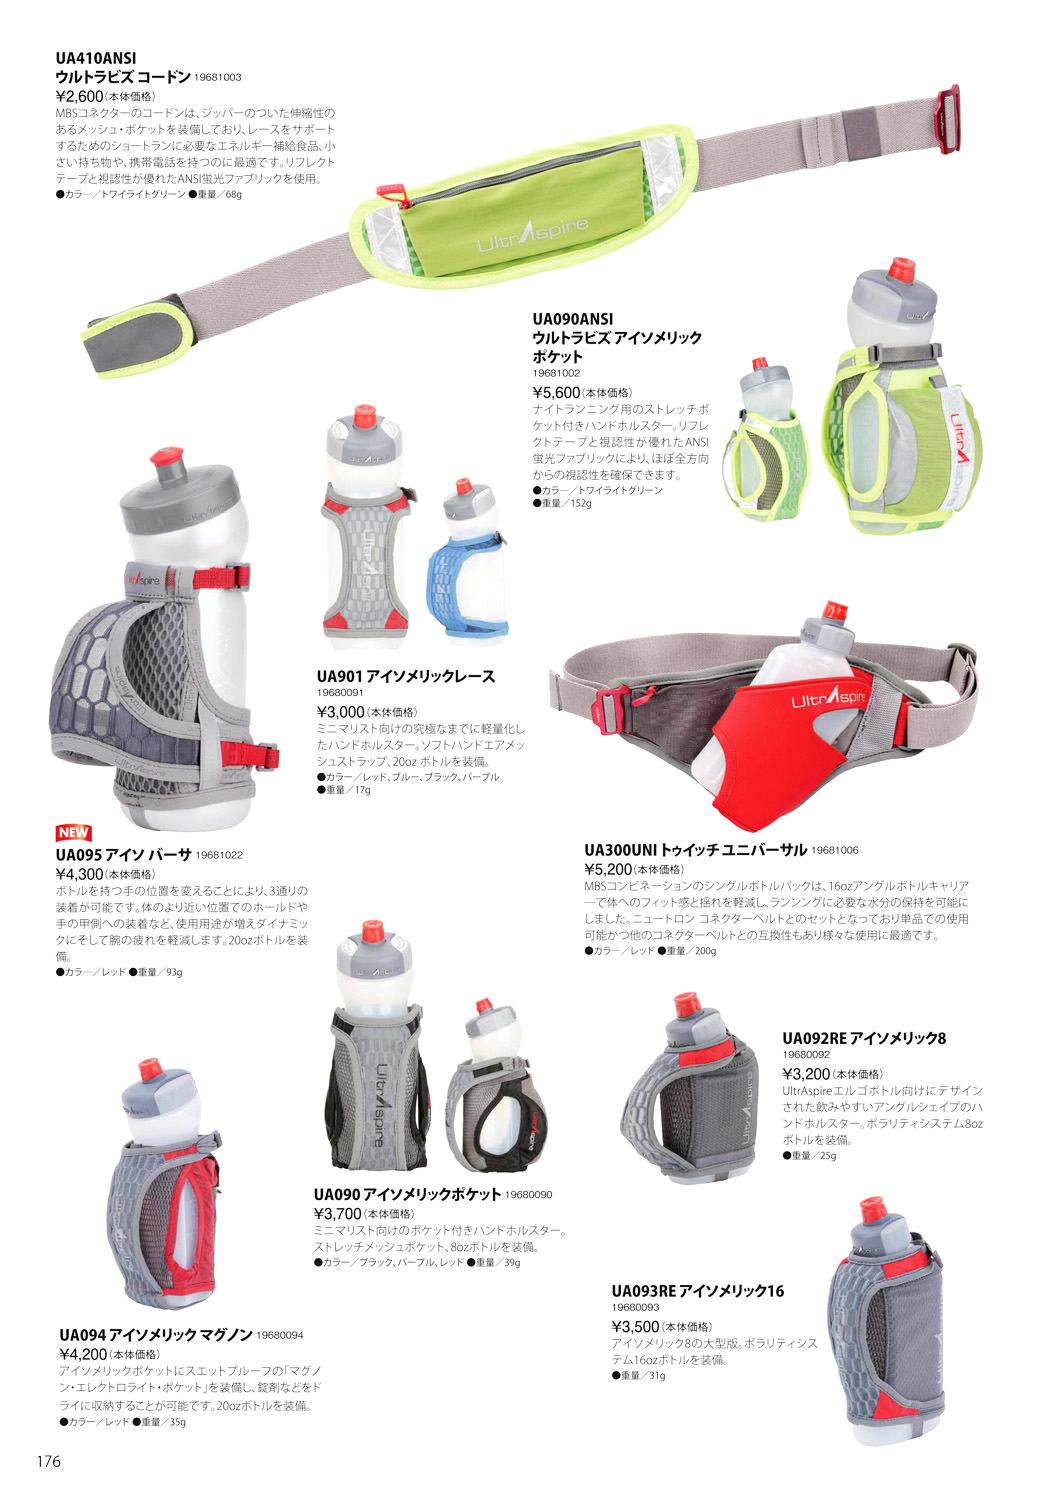 UA410ANSI
ウルトラビズ コードン 19681003
¥2,600(本体価格)
MBSコネクターのコードンは、ジッパーのついた伸縮性の
あるメッシュ・ポケットを装備しており、レースをサポート
するためのショートランに必要なエネルギー補給食品、小
さい持ち物や、携帯電話を持つのに最適です。リフレクト
テープと視認性が優れたANSI蛍光ファブリックを使用。
●カラー／トワイライトグリーン ●重量／68g
UltrAspire
UA090ANSI
ウルトラビズ アイソメリック
ポケット
19681002
¥5,600(本体価格)
ナイトランニング用のストレッチポ
ケット付きハンドホルスター。リフレ
クトテープと視認性が優れたANSI
蛍光ファブリックにより、ほぼ全方向
からの視認性を確保できます。
●カラー／トワイライトグリーン
●重量／152g
UltrAspire
UltrAspire
UA901 アイソメリックレース
19680091
¥3,000(本体価格)
ミニマリスト向けの究極なまでに軽量化し
たハンドホルスター。ソフトハンドエアメッ
シュストラップ、20oz ボトルを装備。
●カラー／レッド、ブルー、ブラック、パープル
●重量／17g
UltrAspire
NEW
UA095 アイソ バーサ 19681022
¥4,300(本体価格)
ボトルを持つ手の位置を変えることにより、3通りの
装着が可能です。体のより近い位置でのホールドや
手の甲側への装着など、使用用途が増えダイナミッ
クにそして腕の疲れを軽減します。20ozボトルを装
備。
●カラー／レッド ●重量／93g
UltrAspire
UA300UNI トゥイッチ ユニバーサル 19681006
¥5,200(本体価格)
MBSコンビネーションのシングルボトルパックは、16ozアングルボトルキャリア
ーで体へのフィット感と揺れを軽減し、ランンングに必要な水分の保持を可能に
しました。ニュートロン コネクターベルトとのセットとなっており単品での使用
可能かつ他のコネクターベルトとの互換性もあり様々な使用に最適です。
●カラー／レッド ●重量／200g
UltrAspire
UltrAspire
UA090 アイソメリックポケット 19680090
¥3,700(本体価格)
ミニマリスト向けのポケット付きハンドホルスター。
ストレッチメッシュポケット、8ozボトルを装備。
●カラー／ブラック、パープル、レッド ●重量／39g
UltrAspire
UA092RE アイソメリック8
19680092
¥3,200(本体価格)
UltrAspireエルゴボトル向けにデザイン
された飲みやすいアングルシェイプのハ
ンドホルスター。ポラリティシステム8oz
ボトルを装備。
●重量／25g
UA094 アイソメリック マグノン 19680094
¥4,200(本体価格)
アイソメリックポケットにスエットプルーフの「マグノ
ン・エレクトロライト・ポケット」を装備し、錠剤などをド
ライに収納することが可能です。20ozボトルを装備。
●カラー／レッド ●重量／35g
UA093RE アイソメリック16
19680093
¥3,500(本体価格)
アイソメリック8の大型版。ポラリティシス
テム16ozボトルを装備。
●重量／31g
176